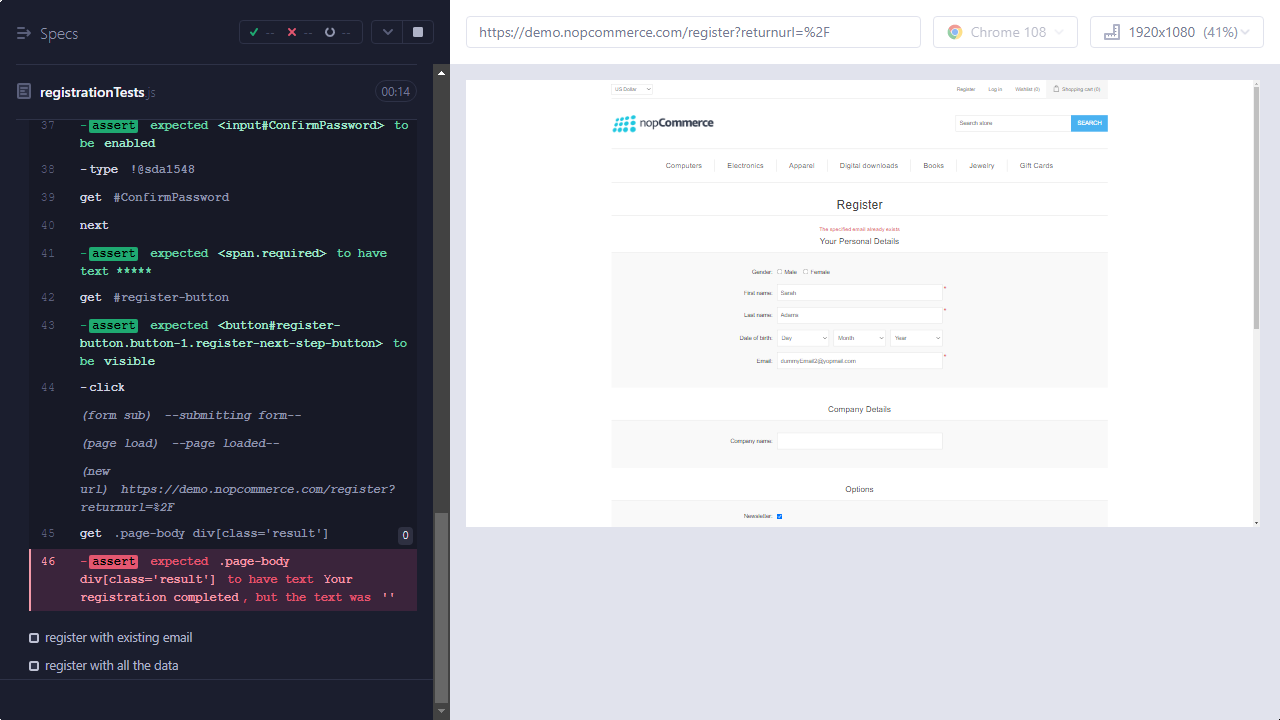 Specs
-- -- --
registrationTests.js
00:14
37 -assert expected <input#ConfirmPassword> to
be enabled
38 -type !@sda1548
39 get #ConfirmPassword
40 next
41 -assert expected <span.required> to have
text *****
42 get #register-button
43 -assert expected <button#register-
button.button-1.register-next-step-button> to
be visible
44 -click
(form sub) --submitting form--
(page load) --page loaded--
(new
url) https://demo.nopcommerce.com/register?
returnurl=%2F
45 get .page-body div[class='result'] 0
46 -assert expected .page-body
div[class='result'] to have text Your
registration completed, but the text was ''
register with existing email
register with all the data
https://demo.nopcommerce.com/register?returnurl=%2F
Chrome 108
1920x1080 (41%)
US Dollar
Register Log in Wishlist (0) Shopping cart (0)
nopCommerce
Search store SEARCH
Computers Electronics Apparel Digital downloads Books Jewelry Gift Cards
Register
The specified email already exists
Your Personal Details
Gender: Male Female
First name: Sarah *
Last name: Adams *
Date of birth: Day Month Year
Email: dummyEmail2@yopmail.com *
Company Details
Company name:
Options
Newsletter: